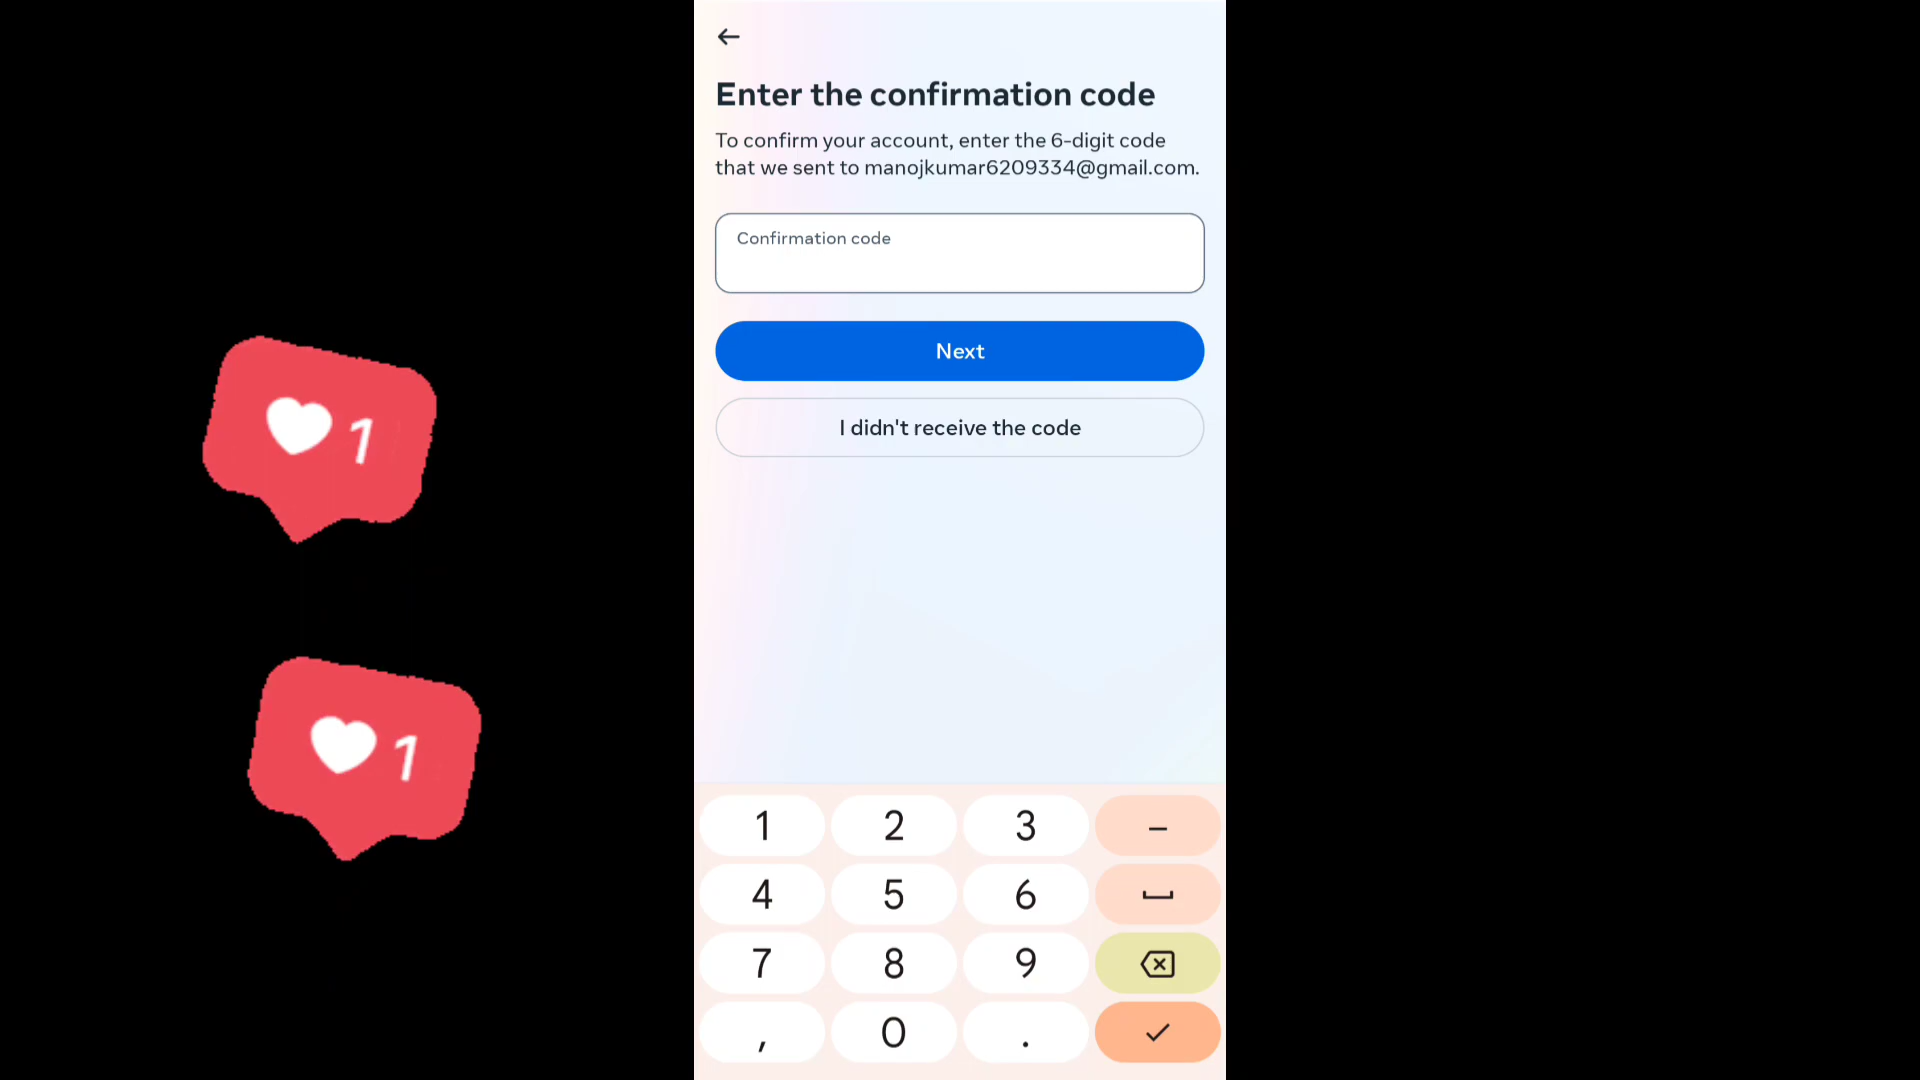 Enter the confirmation code
To confirm your account, enter the 6-digit code
that we sent to manojkumar6209334@gmail.com.
Confirmation code
Next
I didn't receive the code
1
1
1 2 3 –
4 5 6
7 8 9
, 0 .